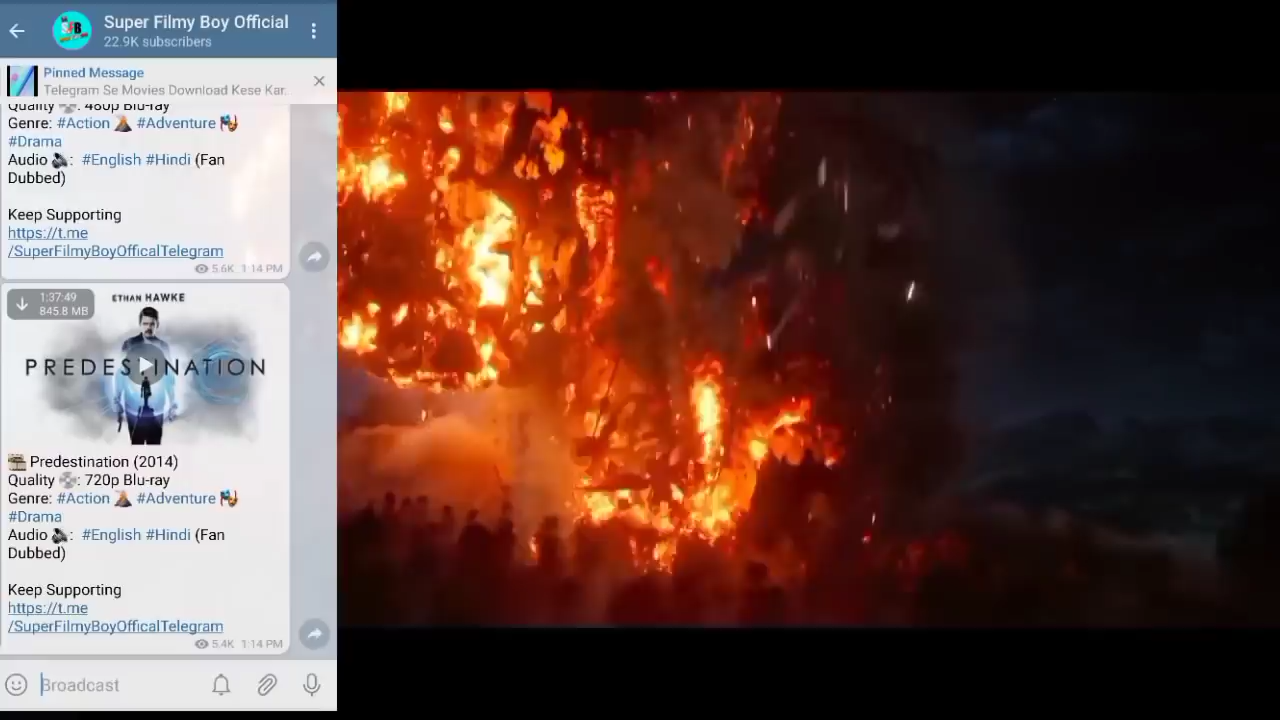 Super Filmy Boy Official
22.9K subscribers
SFB
Pinned Message
Telegram Se Movies Download Kese Kar...
Quality : 480p Blu-ray
Genre: #Action 🌋 #Adventure
#Drama
Audio 🔊: #English #Hindi (Fan
Dubbed)
Keep Supporting
https://t.me
/SuperFilmyBoyOfficalTelegram
5.6K 1:14 PM
1:37:49
845.8 MB
ETHAN HAWKE
PREDESTINATION
Predestination (2014)
Quality : 720p Blu-ray
Genre: #Action 🌋 #Adventure
#Drama
Audio 🔊: #English #Hindi (Fan
Dubbed)
Keep Supporting
https://t.me
/SuperFilmyBoyOfficalTelegram
5.4K 1:14 PM
Broadcast